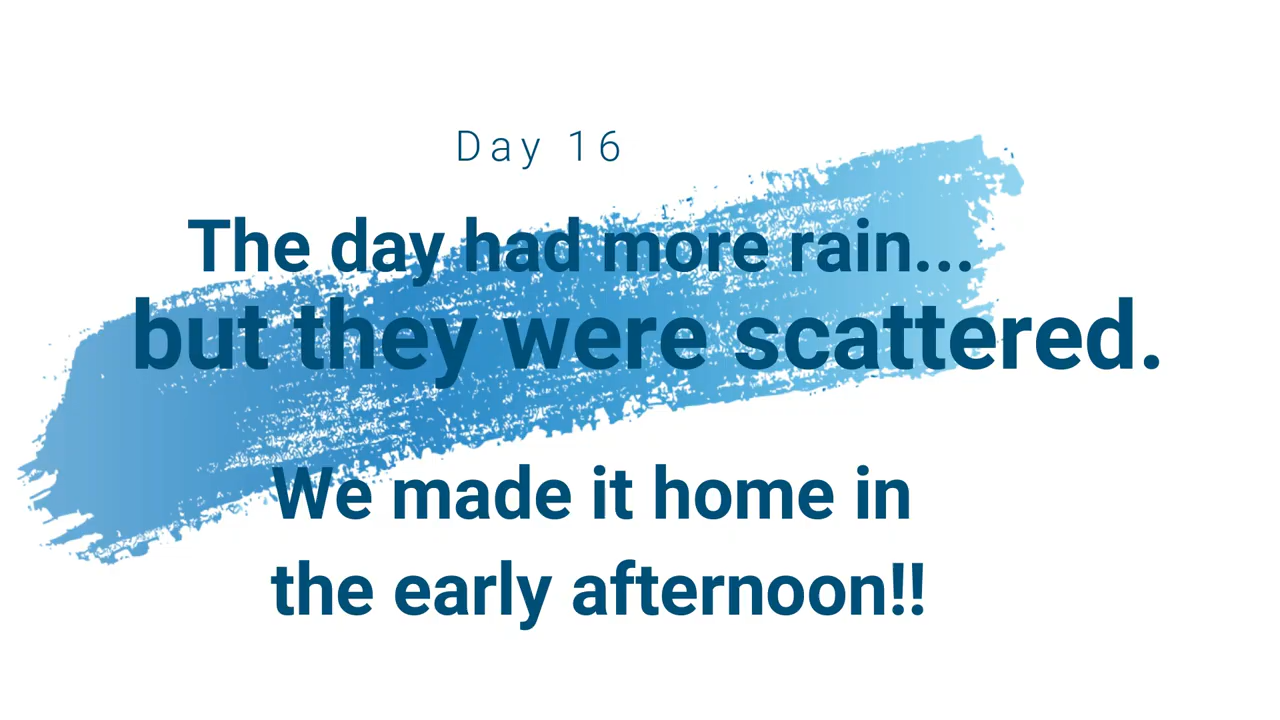 Day 16
The day had more rain...
but they were scattered.
We made it home in
the early afternoon!!